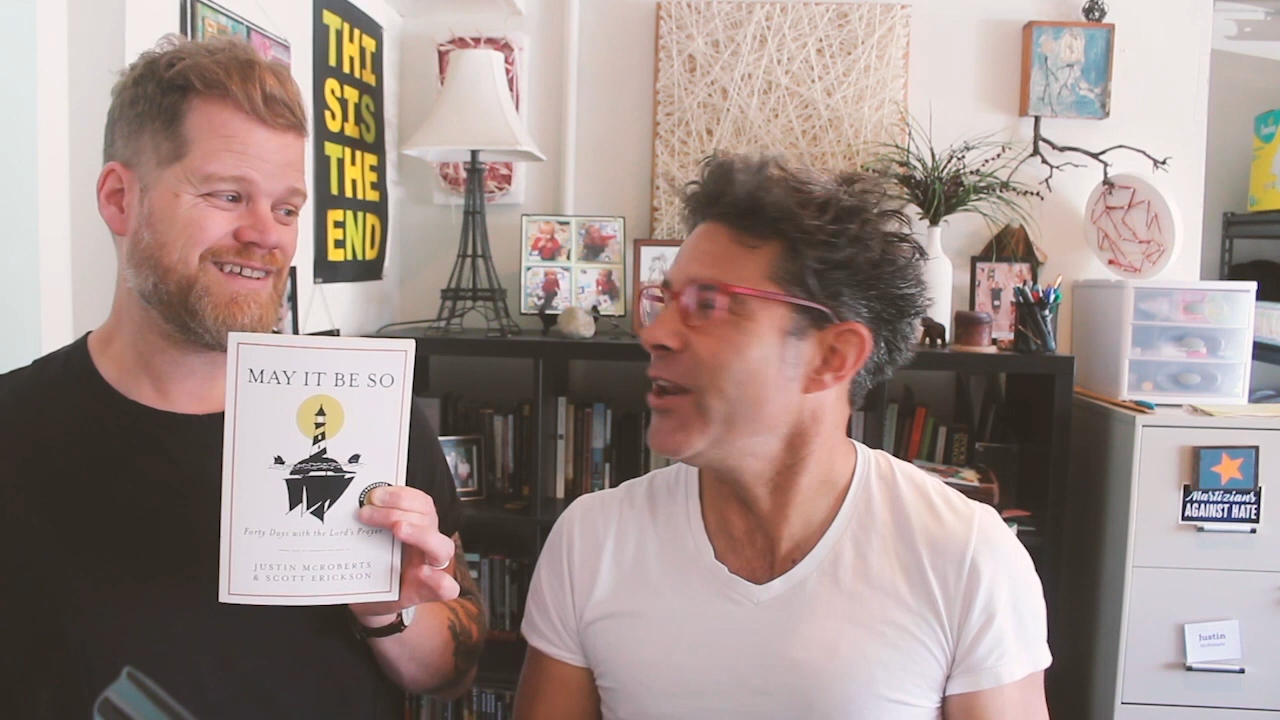 THI
SIS
THE
END
MAY IT BE SO
Forty Days with the Lord's Prayer
JUSTIN McROBERTS
& SCOTT ERICKSON
Martizians
AGAINST HATE
Justin
McRoberts